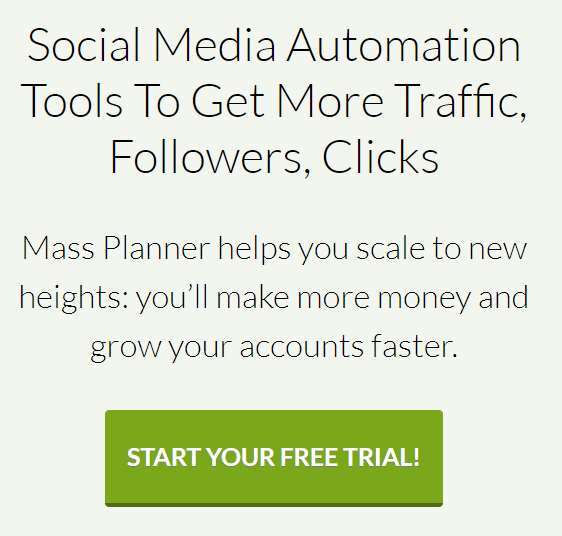 Social Media Automation
Tools To Get More Traffic,
Followers, Clicks
Mass Planner helps you scale to new
heights: you’ll make more money and
grow your accounts faster.
START YOUR FREE TRIAL!